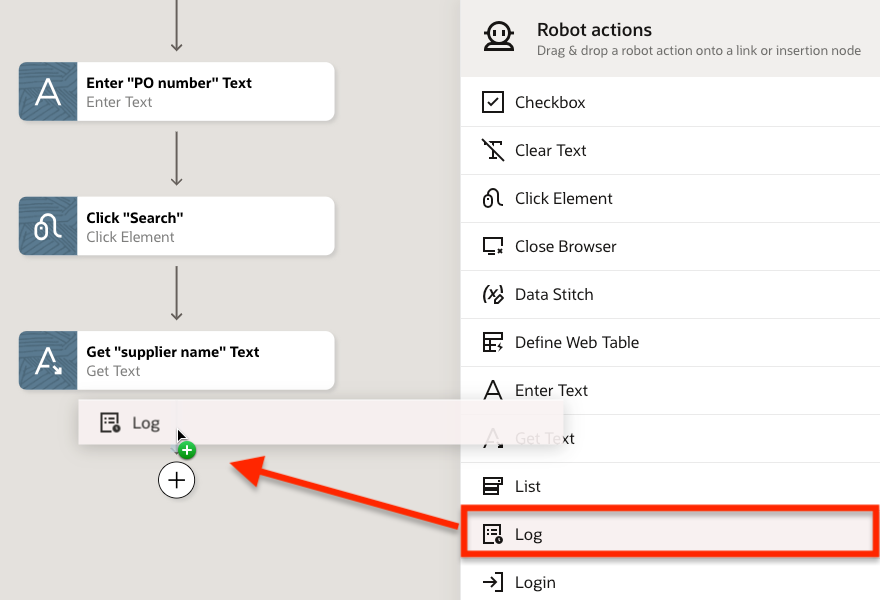 Enter "PO number" Text
Enter Text
Click "Search"
Click Element
Get "supplier name" Text
Get Text
Log
Robot actions
Drag & drop a robot action onto a link or insertion node
Checkbox
Clear Text
Click Element
Close Browser
Data Stitch
Define Web Table
Enter Text
Get Text
List
Log
Login